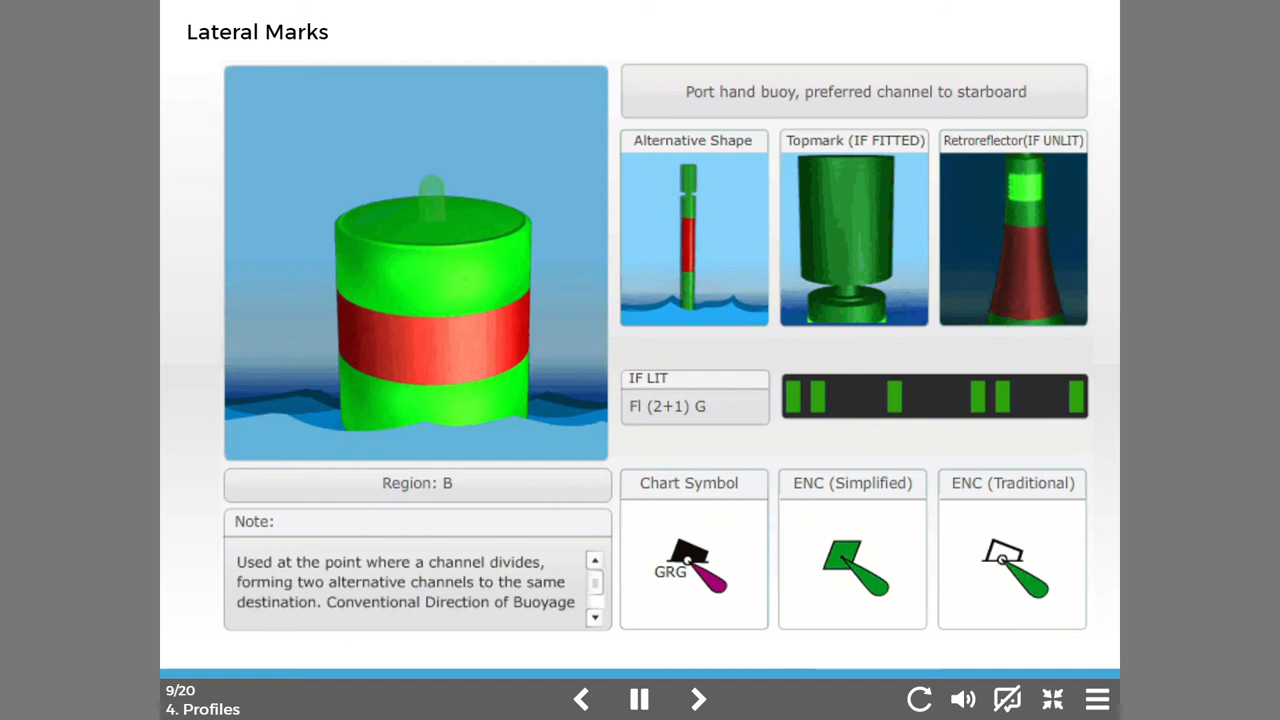 Lateral Marks
Port hand buoy, preferred channel to starboard
Alternative Shape
Topmark (IF FITTED)
Retroreflector(IF UNLIT)
IF LIT
Fl (2+1) G
Region: B
Note:
Used at the point where a channel divides,
forming two alternative channels to the same
destination. Conventional Direction of Buoyage
Chart Symbol
ENC (Simplified)
ENC (Traditional)
GRG
9/20
4. Profiles